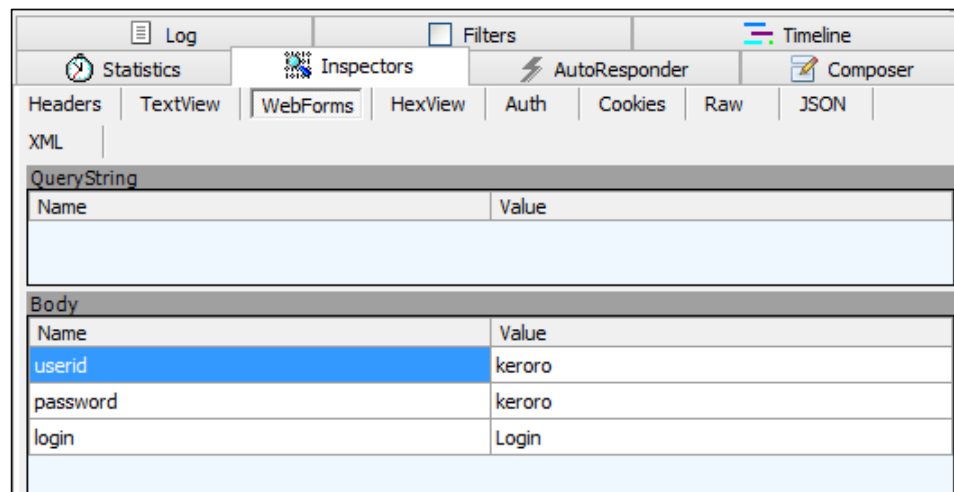 Log Filters Timeline
Statistics Inspectors AutoResponder Composer
Headers TextView WebForms HexView Auth Cookies Raw JSON
XML
QueryString
Name Value
Body
Name Value
userid keroro
password keroro
login Login